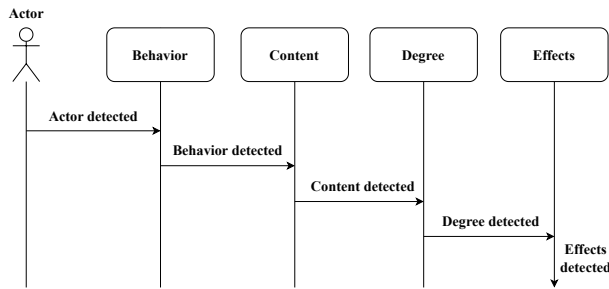 Actor
Behavior
Content
Degree
Effects
Actor detected
Behavior detected
Content detected
Degree detected
Effects
detected